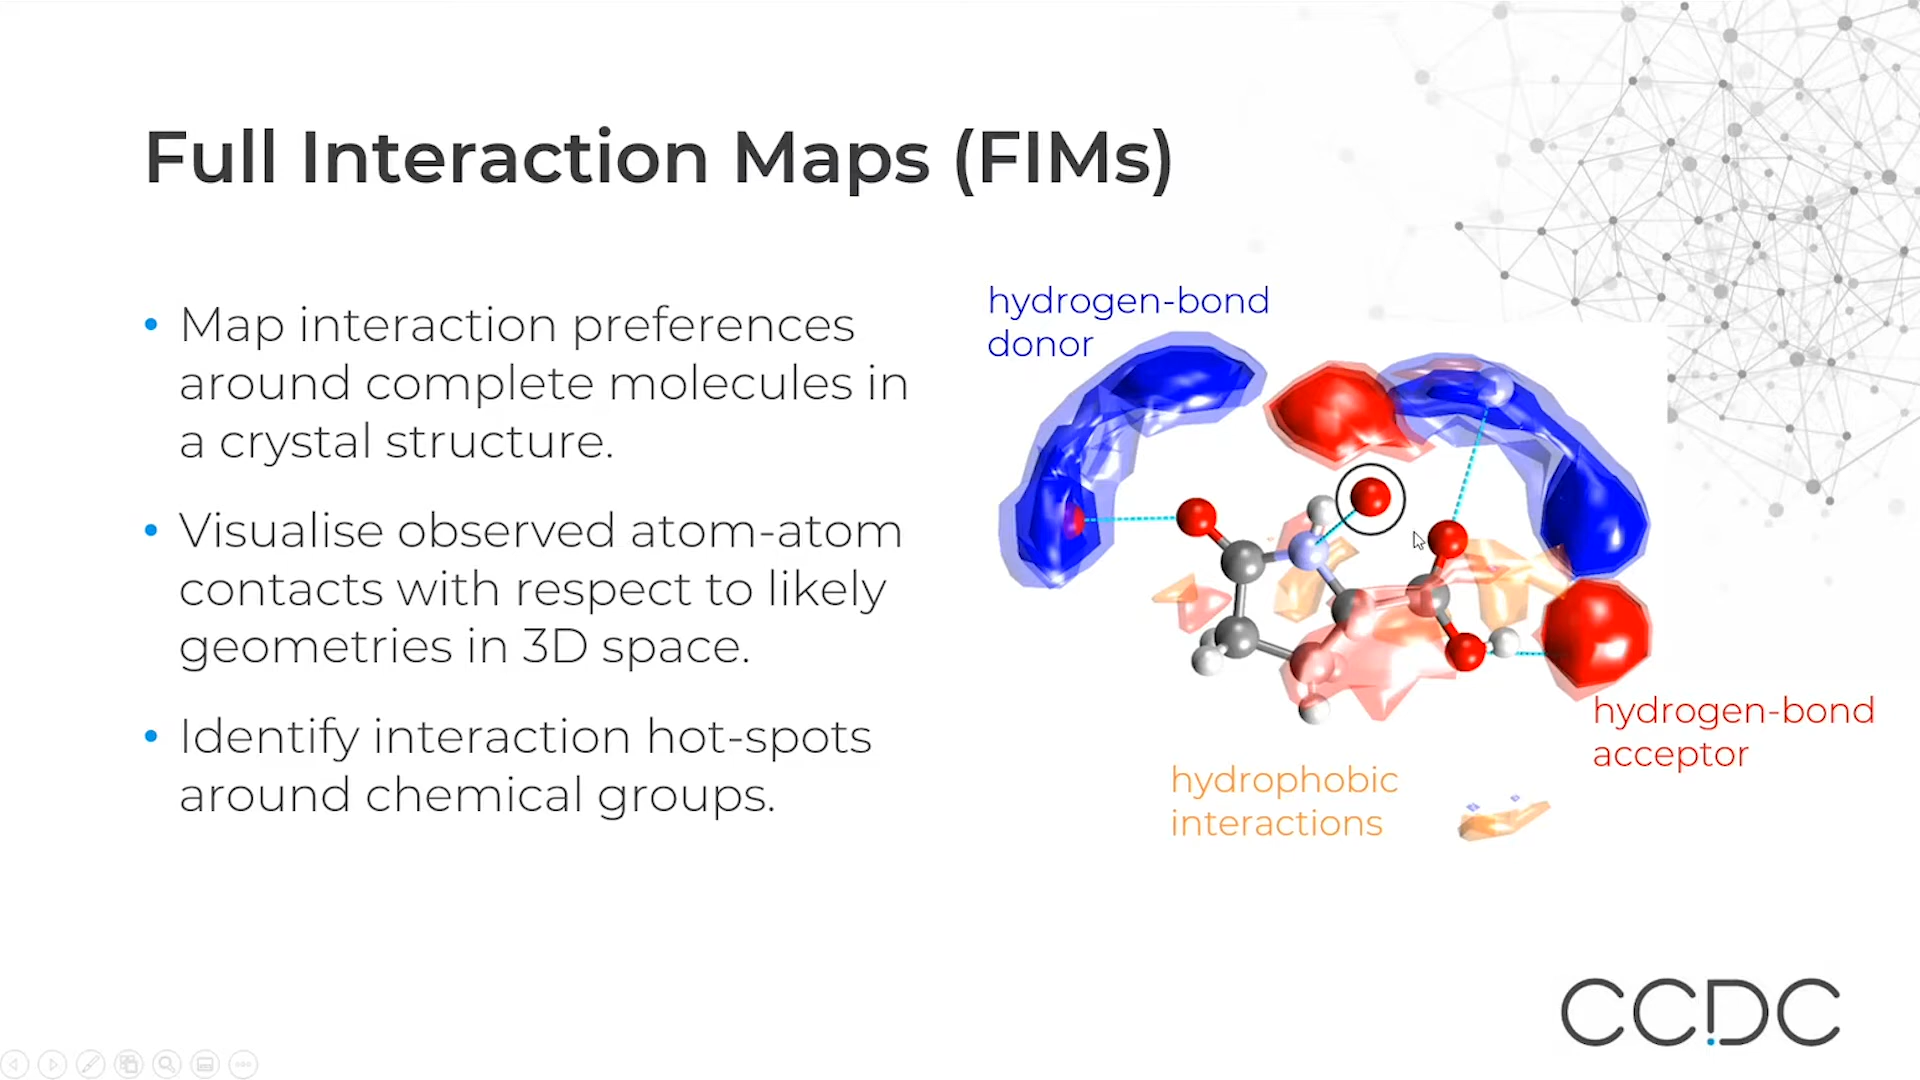 Full Interaction Maps (FIMs)
• Map interaction preferences
around complete molecules in
a crystal structure.
• Visualise observed atom-atom
contacts with respect to likely
geometries in 3D space.
• Identify interaction hot-spots
around chemical groups.
hydrogen-bond
donor
hydrogen-bond
acceptor
hydrophobic
interactions
CCDC